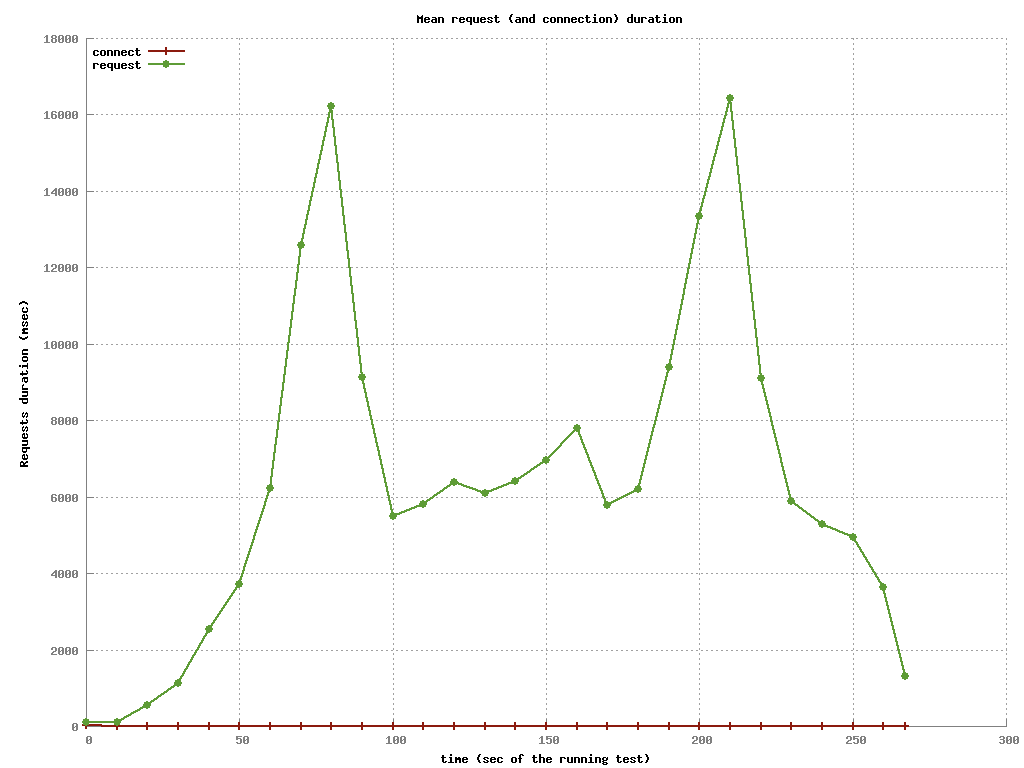 Mean request (and connection) duration
18000
connect
request
16000
14000
12000
10000
8000
6000
4000
2000
0
Requests duration (msec)
0 50 100 150 200 250 300
time (sec of the running test)